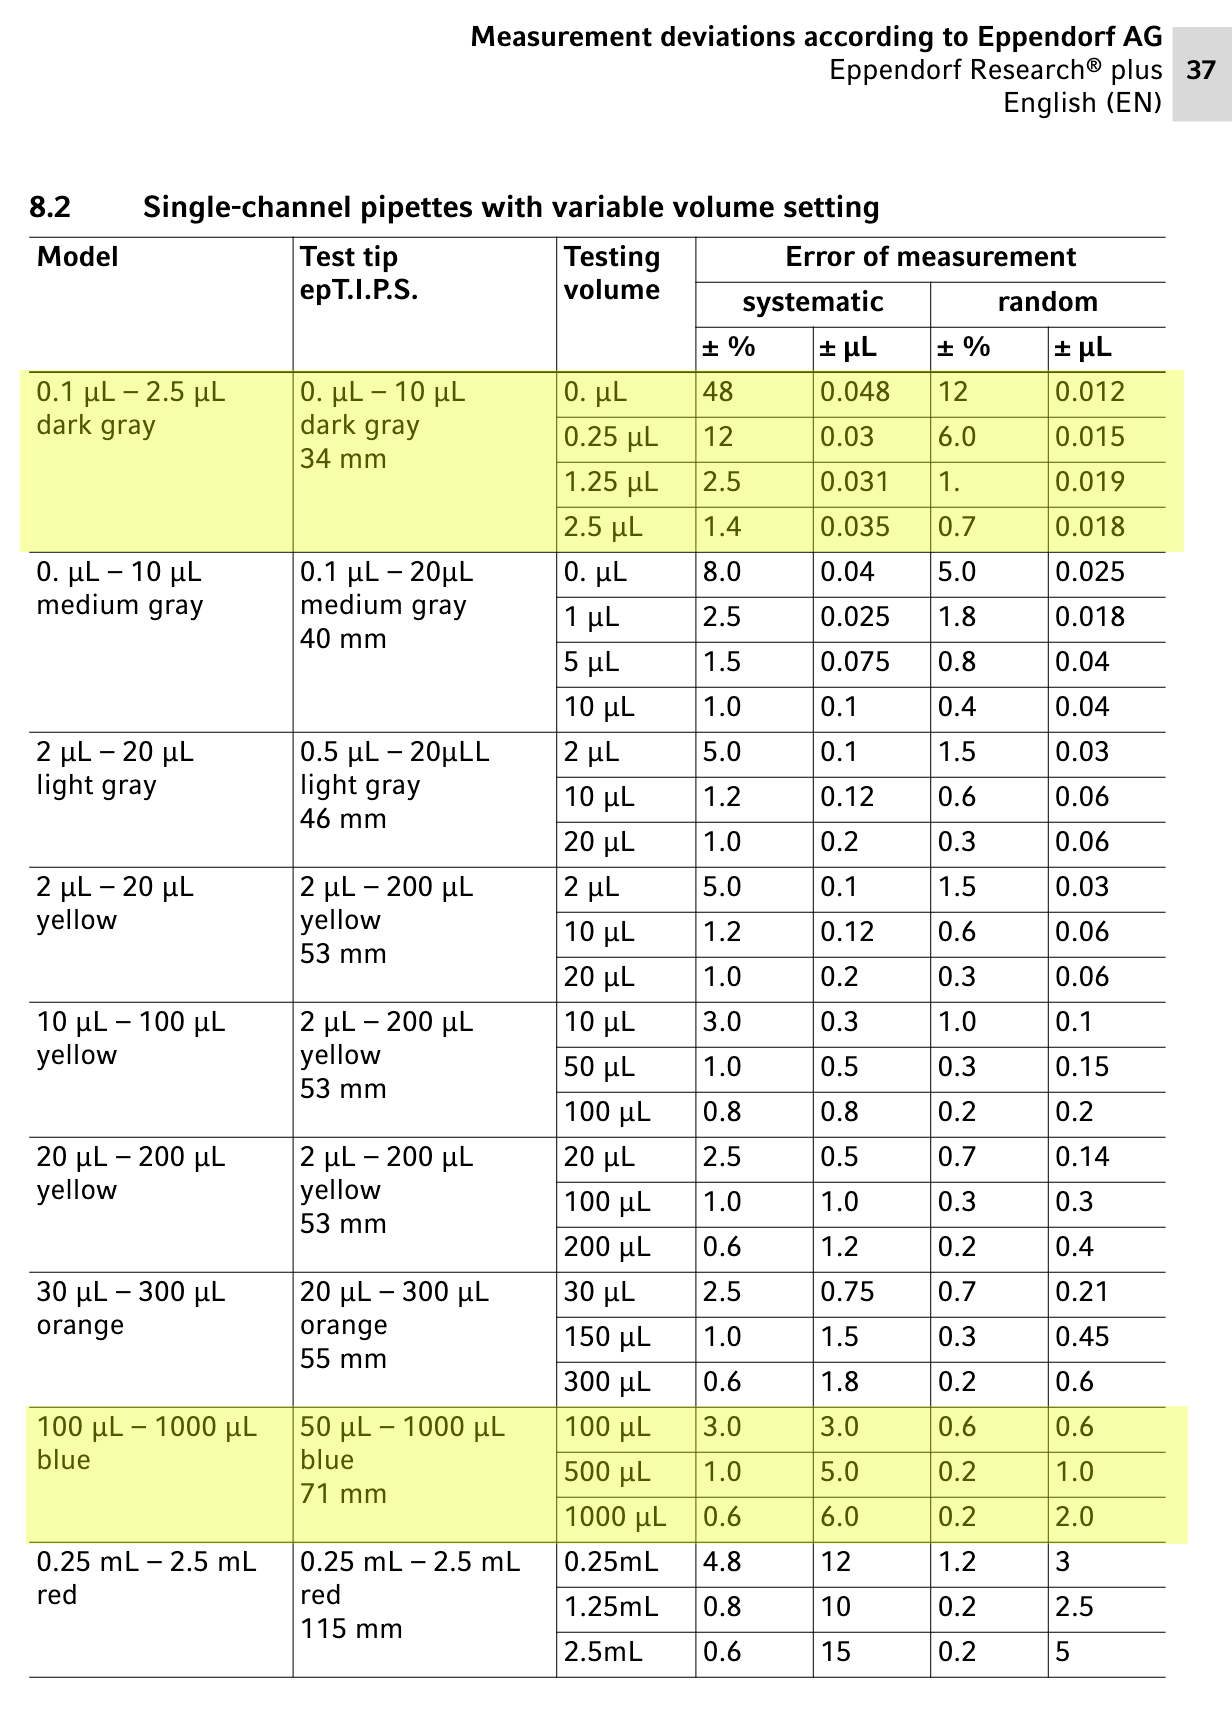 Measurement deviations according to Eppendorf AG
Eppendorf Research® plus 37
English (EN)
8.2 Single-channel pipettes with variable volume setting
Model Test tip Testing Error of measurement
epT.I.P.S. volume
systematic random
± % ± µL ± % ± µL
0.1 µL – 2.5 µL 0. µL – 10 µL 0. µL 48 0.048 12 0.012
dark gray dark gray 0.25 µL 12 0.03 6.0 0.015
34 mm 1.25 µL 2.5 0.031 1. 0.019
2.5 µL 1.4 0.035 0.7 0.018
0. µL – 10 µL 0.1 µL – 20µL 0. µL 8.0 0.04 5.0 0.025
medium gray medium gray 1 µL 2.5 0.025 1.8 0.018
40 mm 5 µL 1.5 0.075 0.8 0.04
10 µL 1.0 0.1 0.4 0.04
2 µL – 20 µL 0.5 µL – 20µLL 2 µL 5.0 0.1 1.5 0.03
light gray light gray 10 µL 1.2 0.12 0.6 0.06
46 mm 20 µL 1.0 0.2 0.3 0.06
2 µL – 20 µL 2 µL – 200 µL 2 µL 5.0 0.1 1.5 0.03
yellow yellow 10 µL 1.2 0.12 0.6 0.06
53 mm 20 µL 1.0 0.2 0.3 0.06
10 µL – 100 µL 2 µL – 200 µL 10 µL 3.0 0.3 1.0 0.1
yellow yellow 50 µL 1.0 0.5 0.3 0.15
53 mm 100 µL 0.8 0.8 0.2 0.2
20 µL – 200 µL 2 µL – 200 µL 20 µL 2.5 0.5 0.7 0.14
yellow yellow 100 µL 1.0 1.0 0.3 0.3
53 mm 200 µL 0.6 1.2 0.2 0.4
30 µL – 300 µL 20 µL – 300 µL 30 µL 2.5 0.75 0.7 0.21
orange orange 150 µL 1.0 1.5 0.3 0.45
55 mm 300 µL 0.6 1.8 0.2 0.6
100 µL – 1000 µL 50 µL – 1000 µL 100 µL 3.0 3.0 0.6 0.6
blue blue 500 µL 1.0 5.0 0.2 1.0
71 mm 1000 µL 0.6 6.0 0.2 2.0
0.25 mL – 2.5 mL 0.25 mL – 2.5 mL 0.25mL 4.8 12 1.2 3
red red 1.25mL 0.8 10 0.2 2.5
115 mm 2.5mL 0.6 15 0.2 5